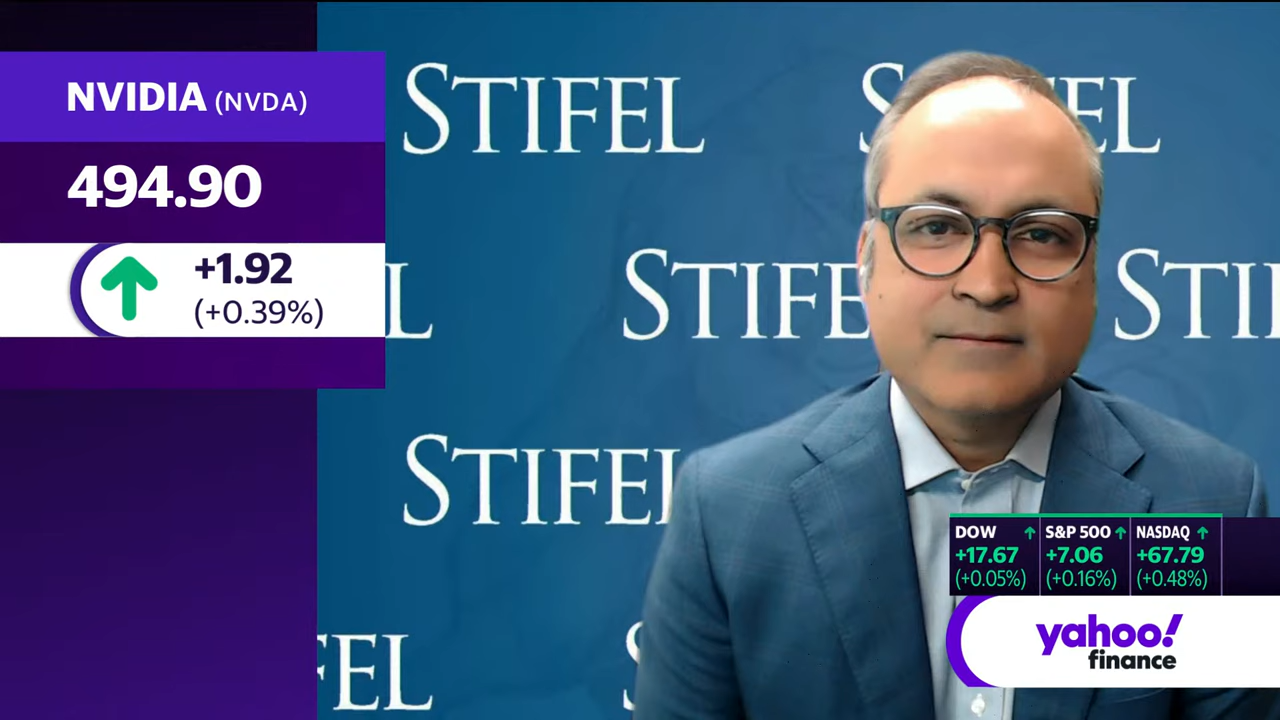 NVIDIA (NVDA)
494.90
+1.92
(+0.39%)
STIFEL
STIFEL
L
STIFEL
STIFEL
STIFEL
FEL
S
DOW
+17.67
(+0.05%)
S&P 500
+7.06
(+0.16%)
NASDAQ
+67.79
(+0.48%)
yahoo!
finance